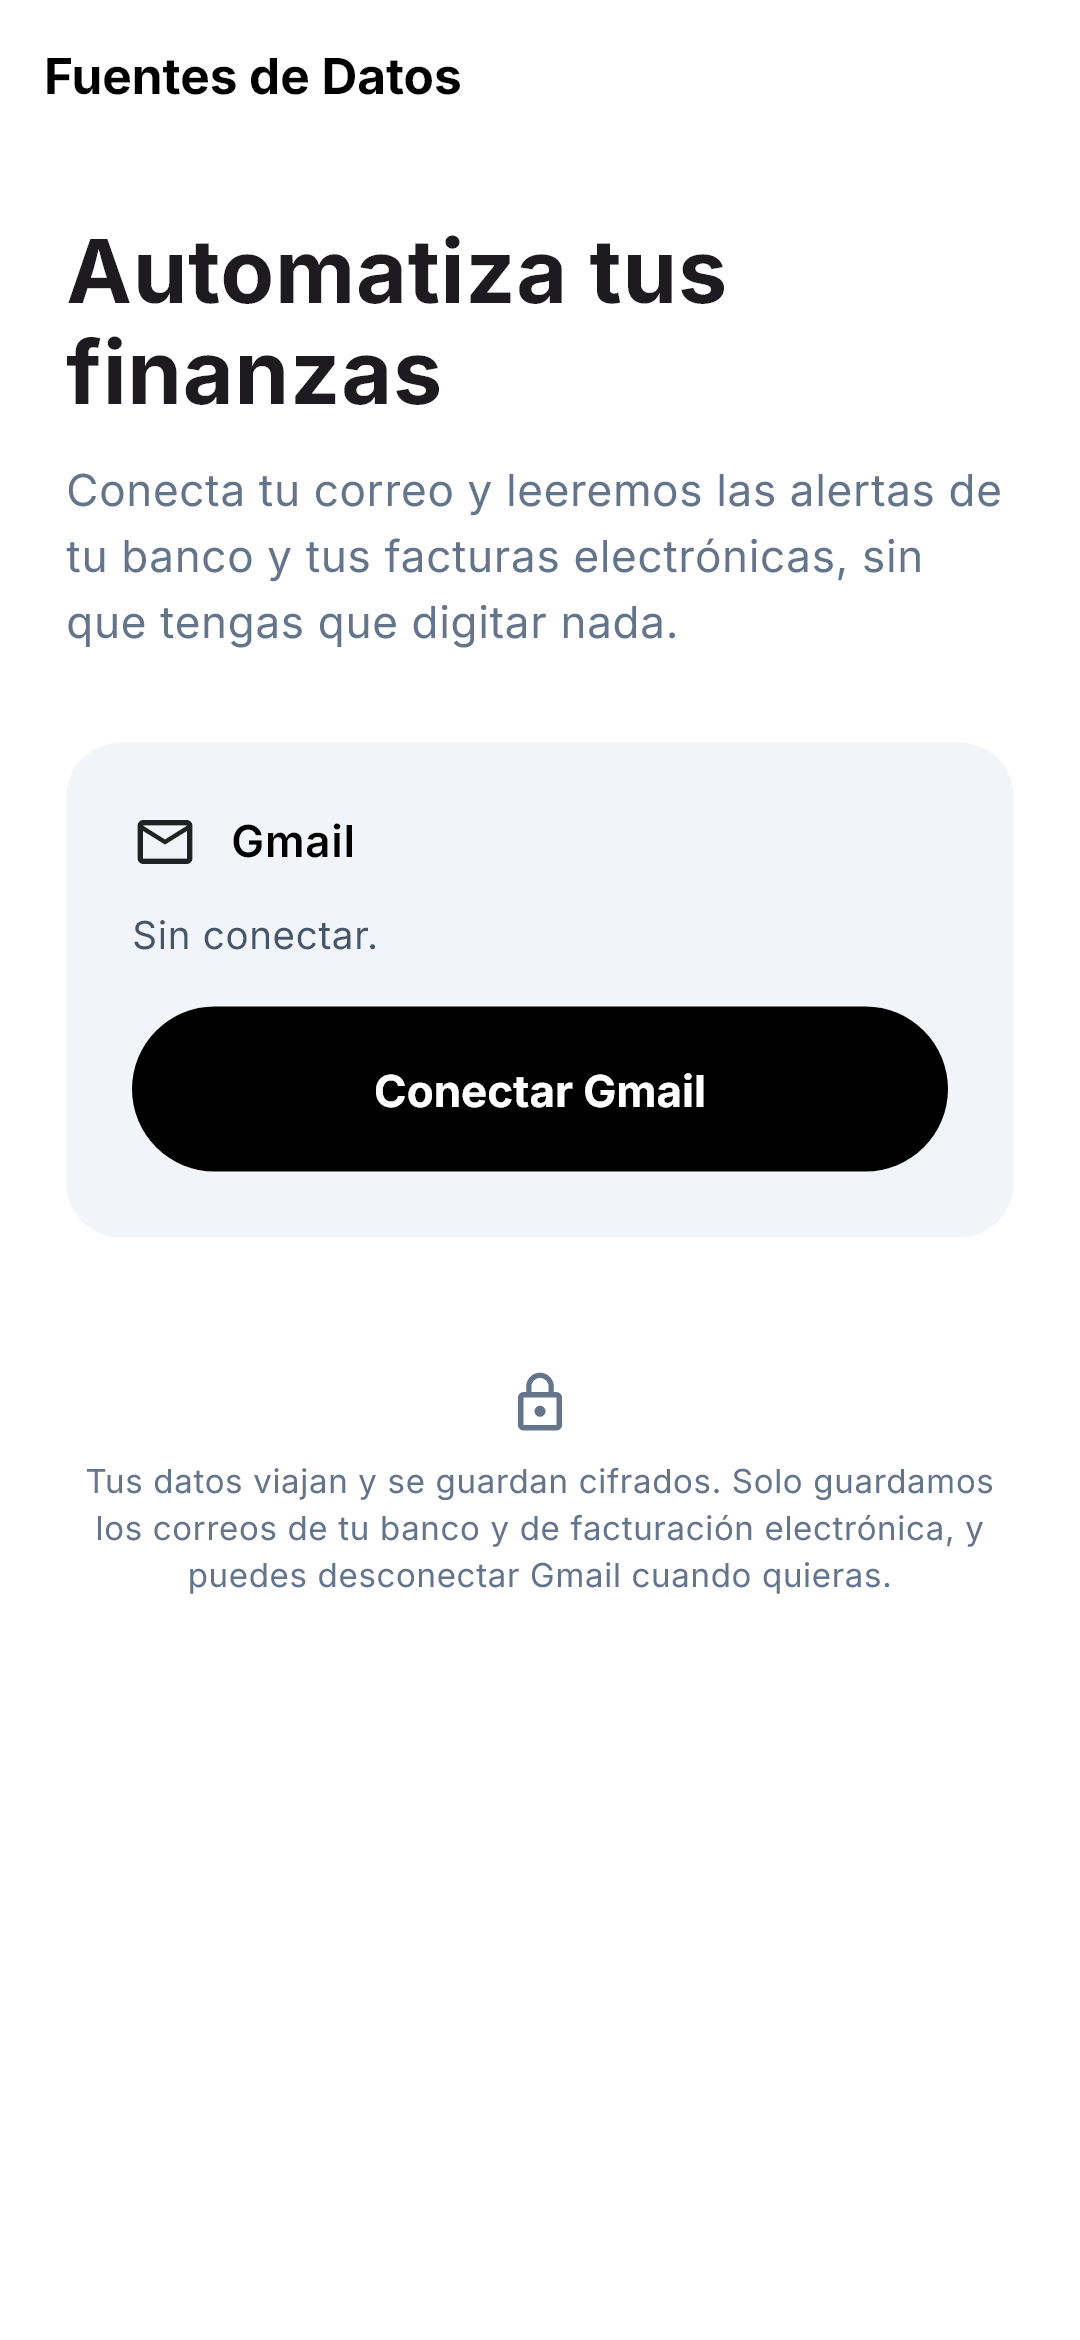 Fuentes de Datos
Automatiza tus
finanzas
Conecta tu correo y leeremos las alertas de
tu banco y tus facturas electrónicas, sin
que tengas que digitar nada.
Gmail
Sin conectar.
Conectar Gmail
Tus datos viajan y se guardan cifrados. Solo guardamos
los correos de tu banco y de facturación electrónica, y
puedes desconectar Gmail cuando quieras.